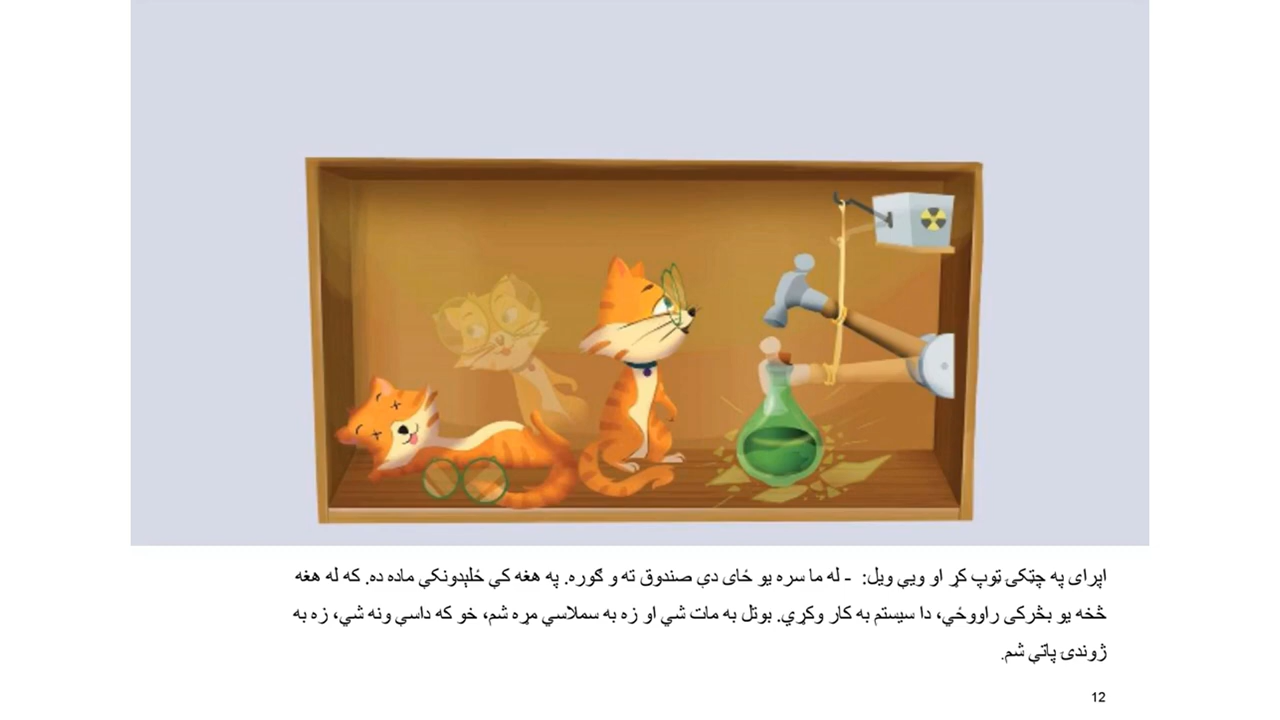 اپرای په چټکۍ ټوپ کړ او ويې ويل: - له ما سره يو ځای دې صندوق ته و ګوره. په هغه کې ځلېدونکې ماده ده. که له هغه
څخه يو بڅرکی راووځي، دا سيستم به کار وکړي. بوتل به مات شي او زه به سملاسي مړه شم، خو که داسې ونه شي، زه به
ژوندۍ پاتې شم.
12